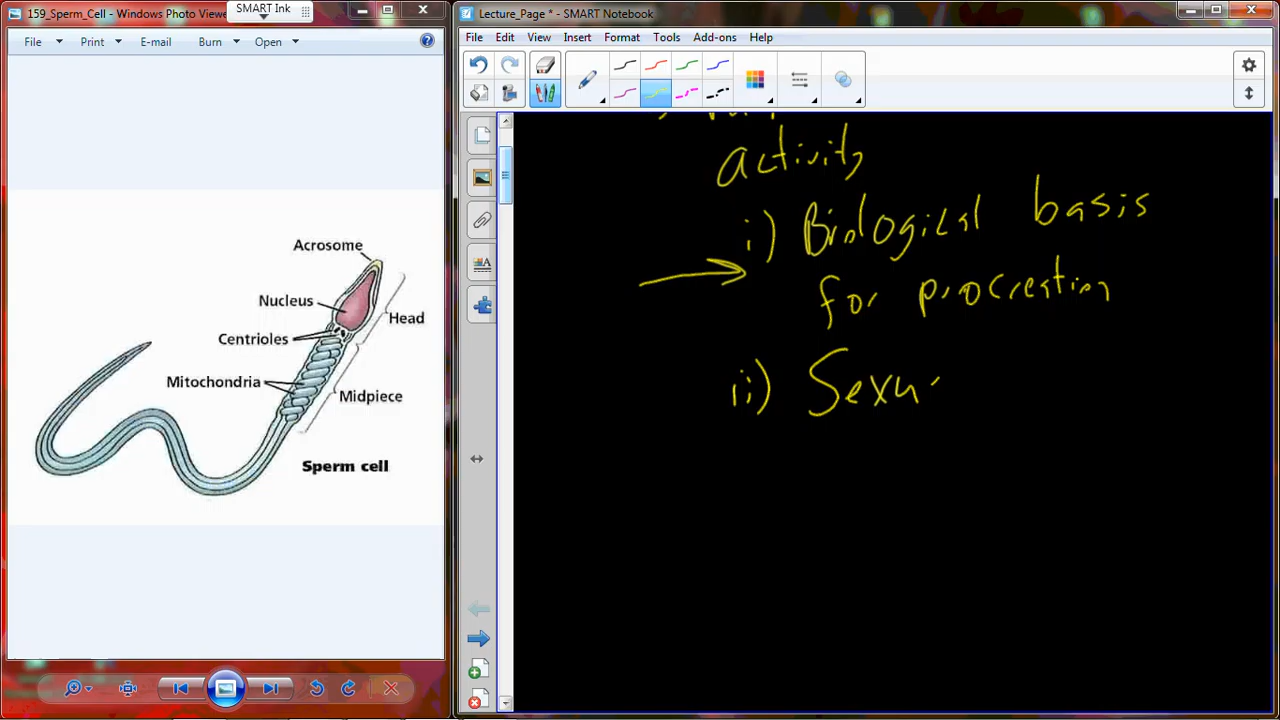 159_Sperm_Cell - Windows Photo Viewe
SMART Ink
File Print E-mail Burn Open
Acrosome
Nucleus
Head
Centrioles
Mitochondria
Midpiece
Sperm cell
Lecture_Page * - SMART Notebook
File Edit View Insert Format Tools Add-ons Help
activity
i) Biological basis
for procreation
ii) Sexu